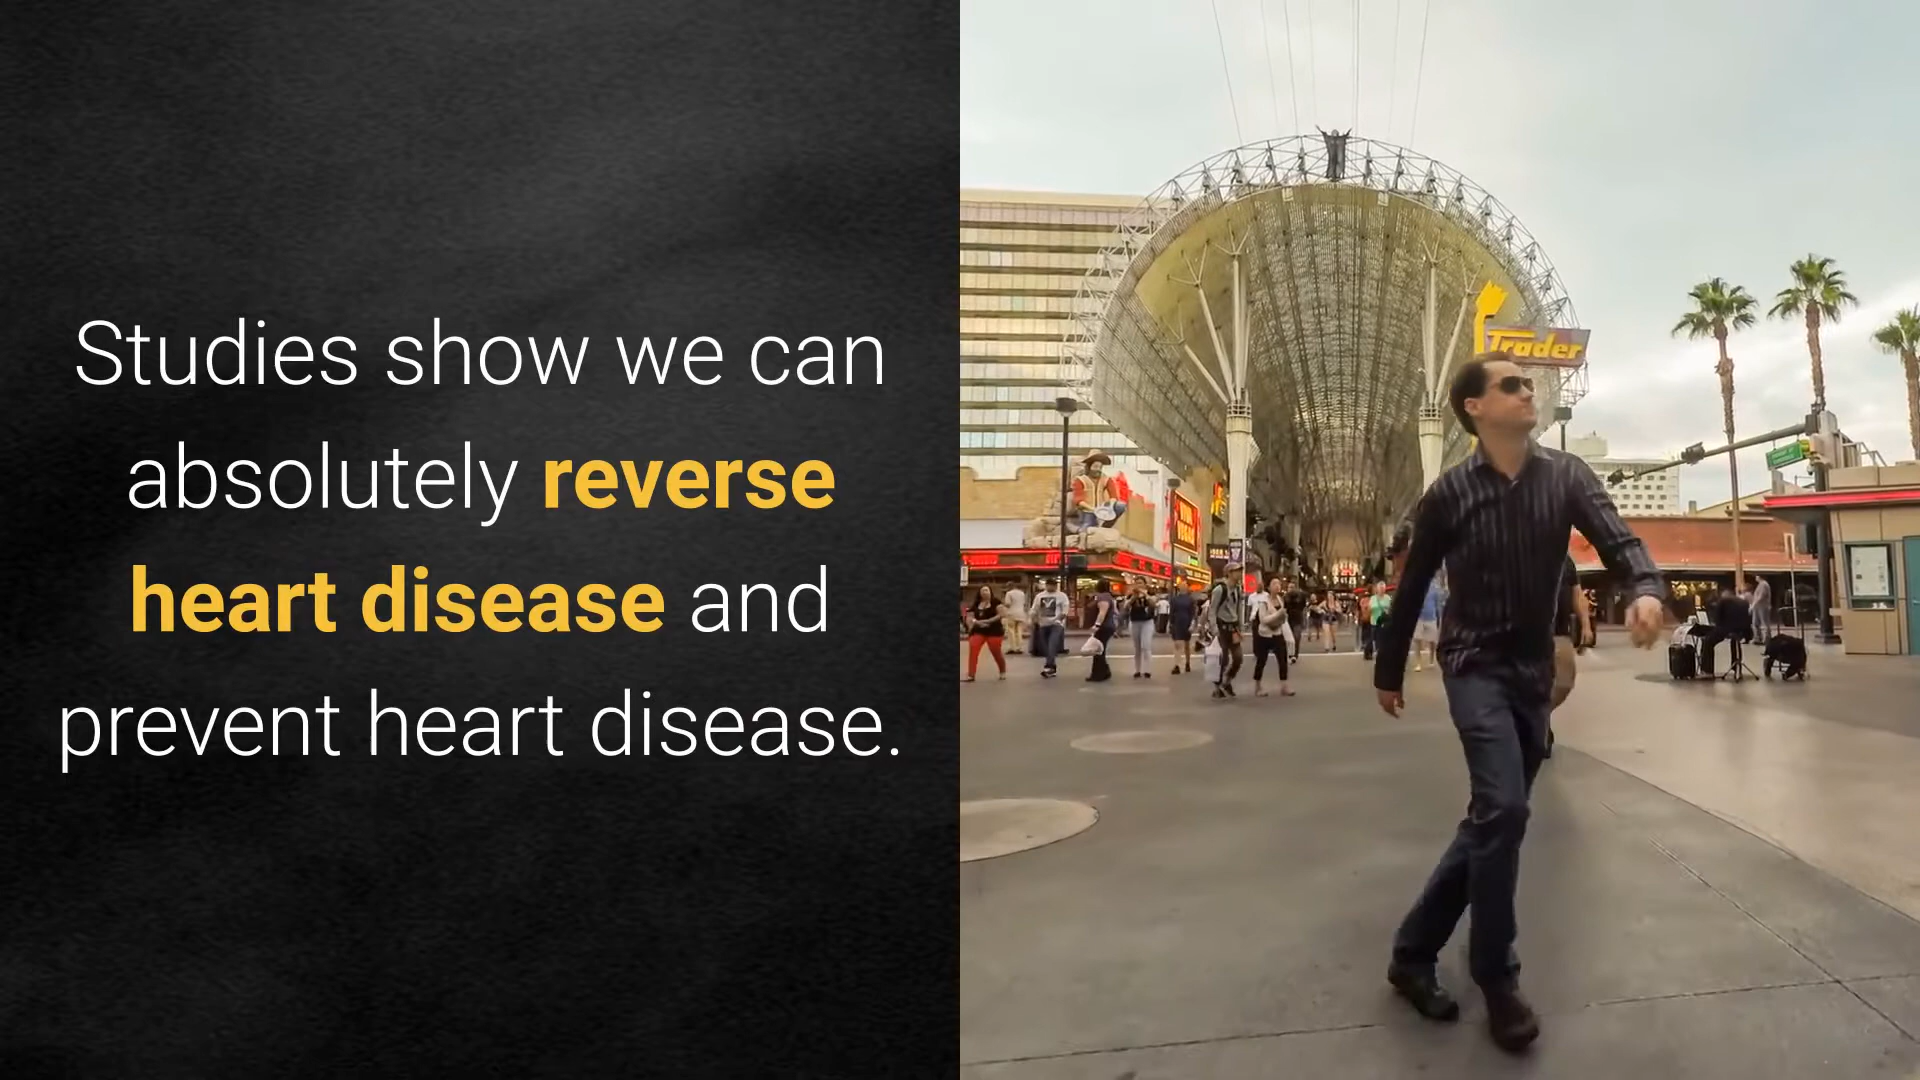 Studies show we can
absolutely reverse
heart disease and
prevent heart disease.
Trader